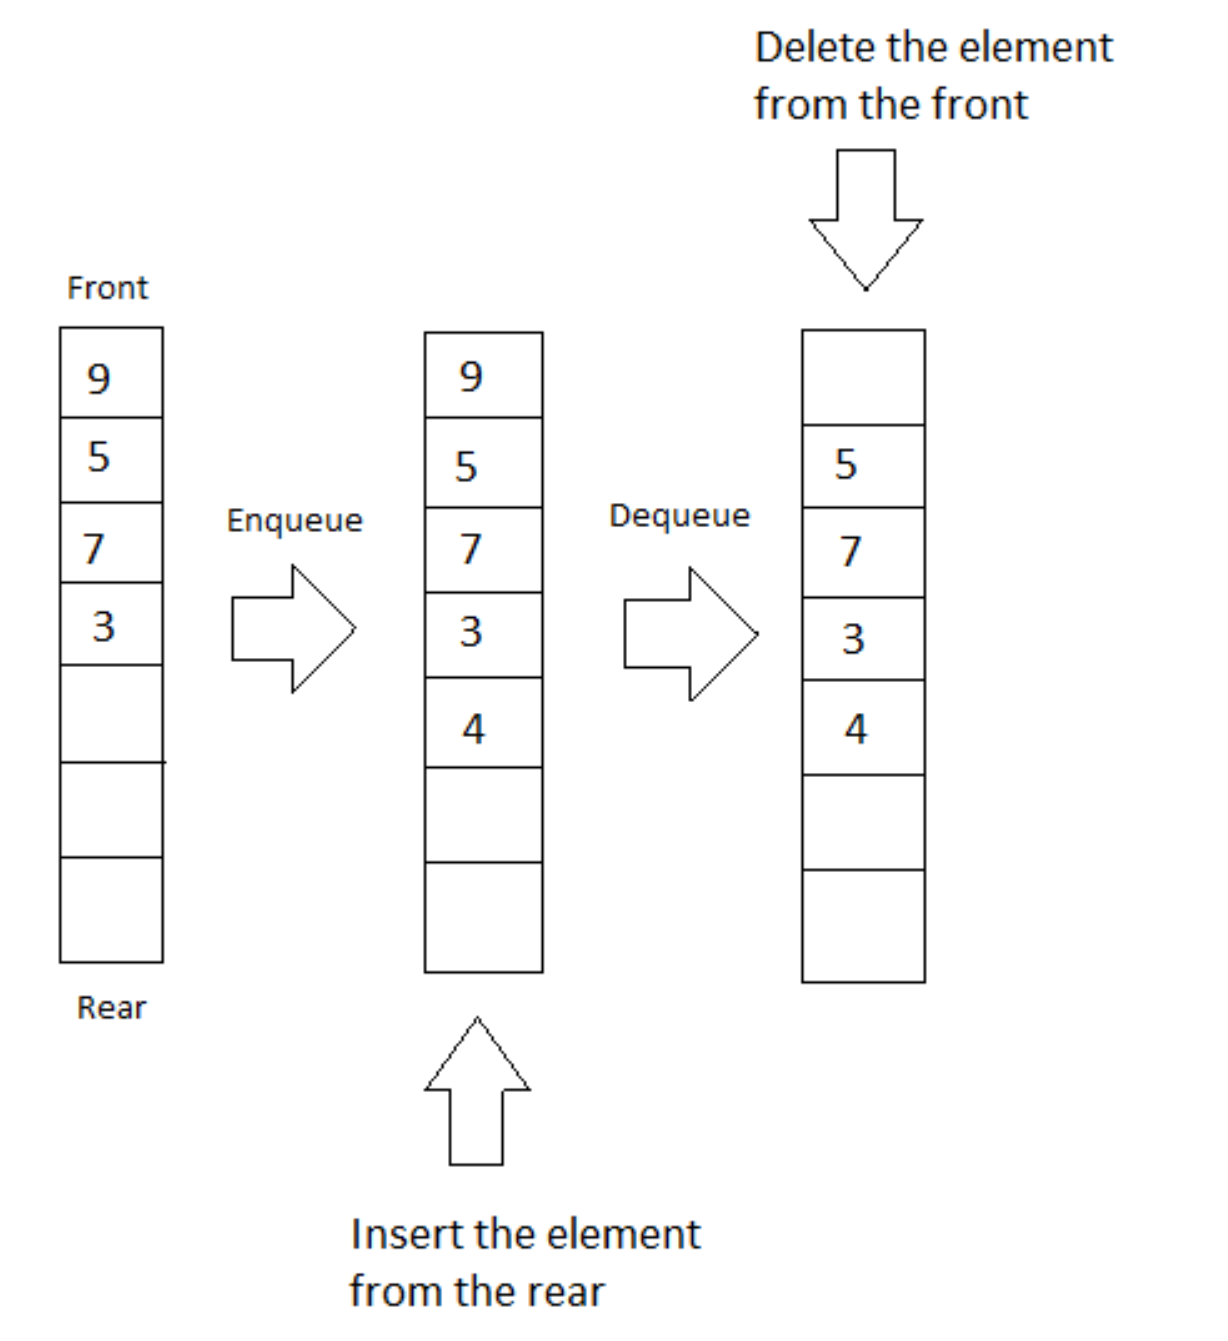 Delete the element
from the front
Front
9
5
7
3
Rear
Enqueue
9
5
7
3
4
Insert the element
from the rear
Dequeue
5
7
3
4